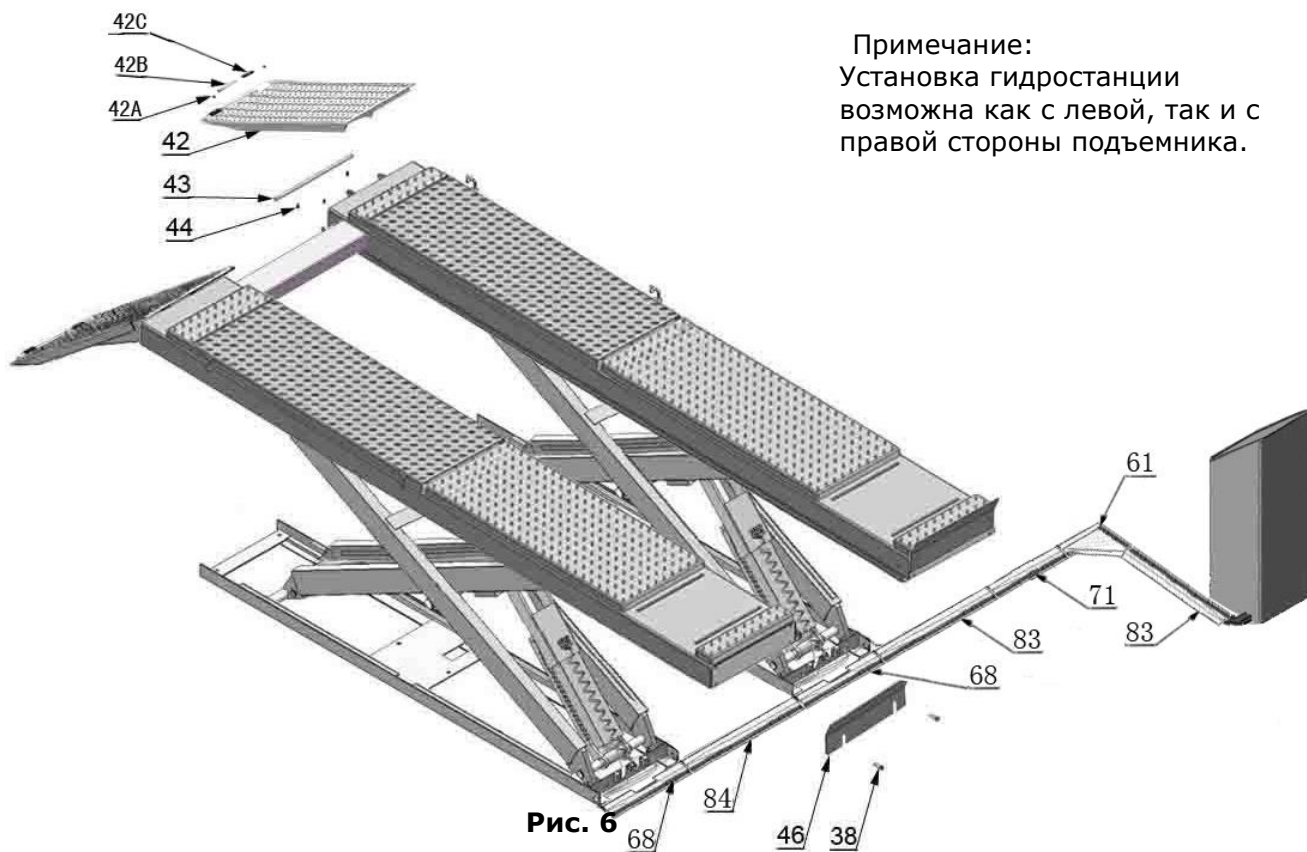 42C
42B
42A
42
43
44
Примечание:
Установка гидростанции
возможна как с левой, так и с
правой стороны подъемника.
61
71
83
83
68
84
68
46
38
Рис. 6